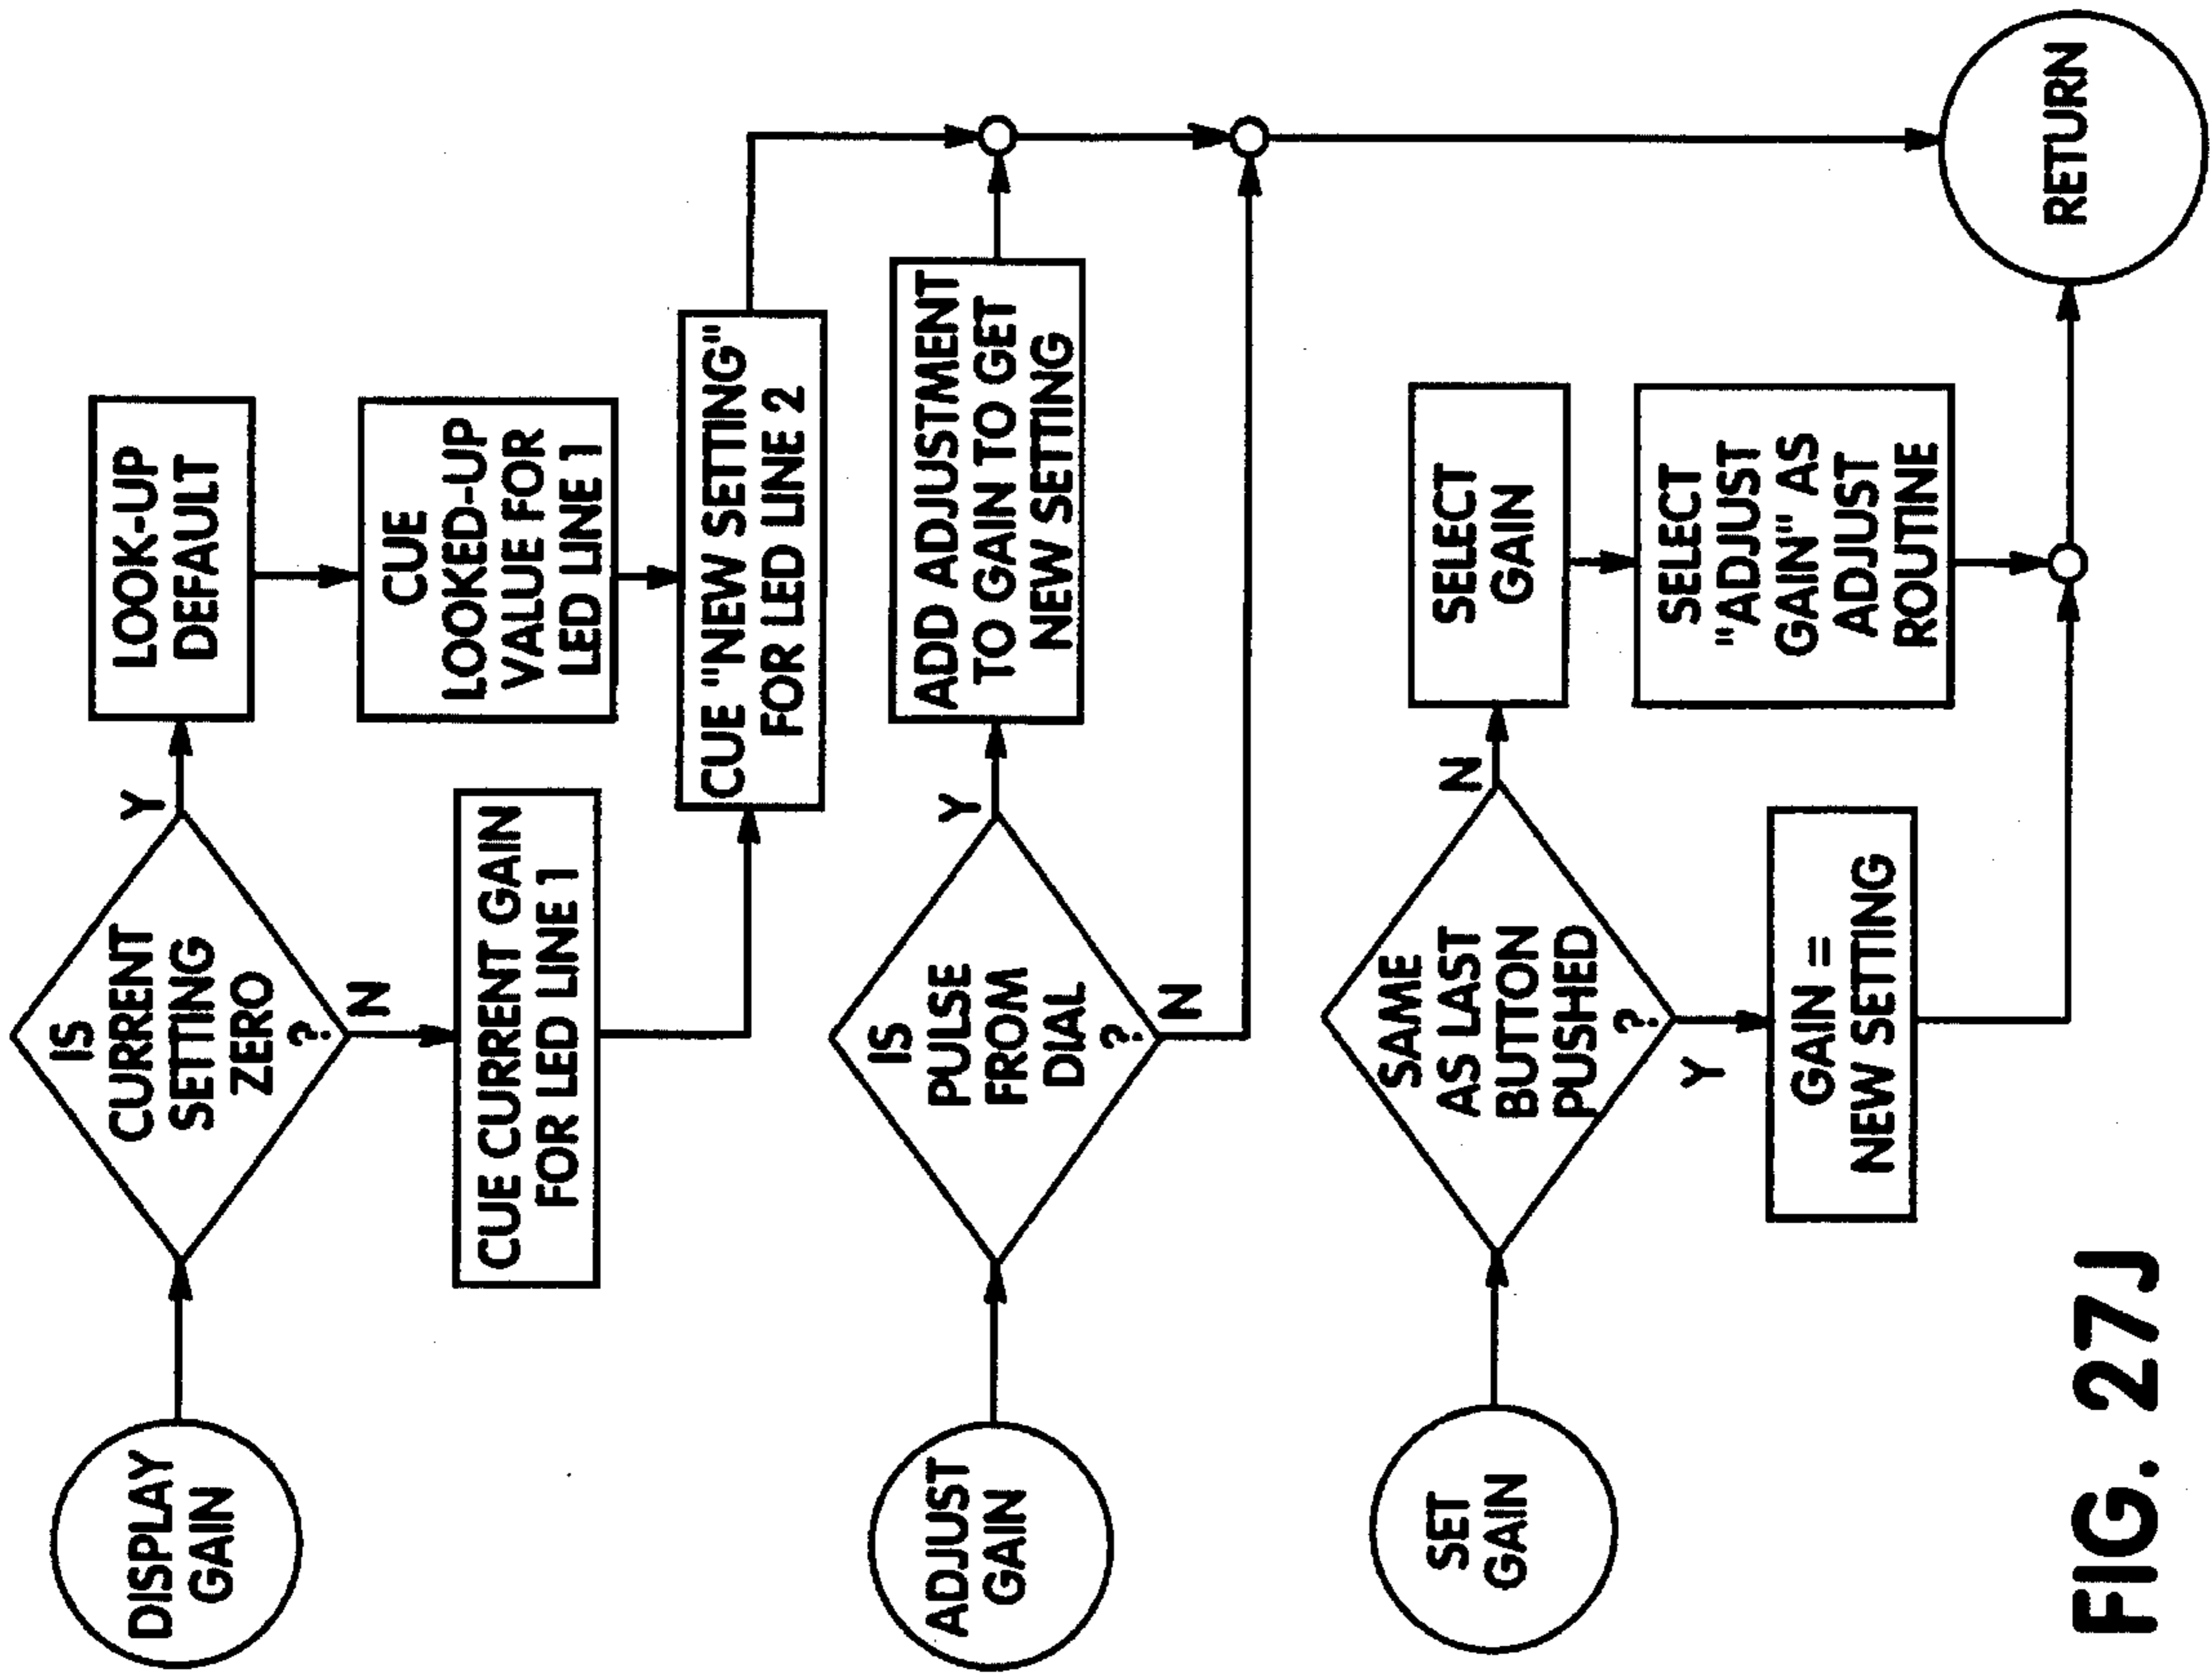 DISPLAY
GAIN
IS
CURRENT
SETTING
ZERO
?
Y
N
LOOK-UP
DEFAULT
CUE
LOOKED-UP
VALUE FOR
LED LINE 1
CUE CURRENT GAIN
FOR LED LINE 1
CUE "NEW SETTING"
FOR LED LINE 2
ADJUST
GAIN
IS
PULSE
FROM
DIAL
?
Y
N
ADD ADJUSTMENT
TO GAIN TO GET
NEW SETTING
SET
GAIN
SAME
AS LAST
BUTTON
PUSHED
?
N
Y
SELECT
GAIN
SELECT
"ADJUST
GAIN" AS
ADJUST
ROUTINE
GAIN =
NEW SETTING
RETURN
FIG. 27J